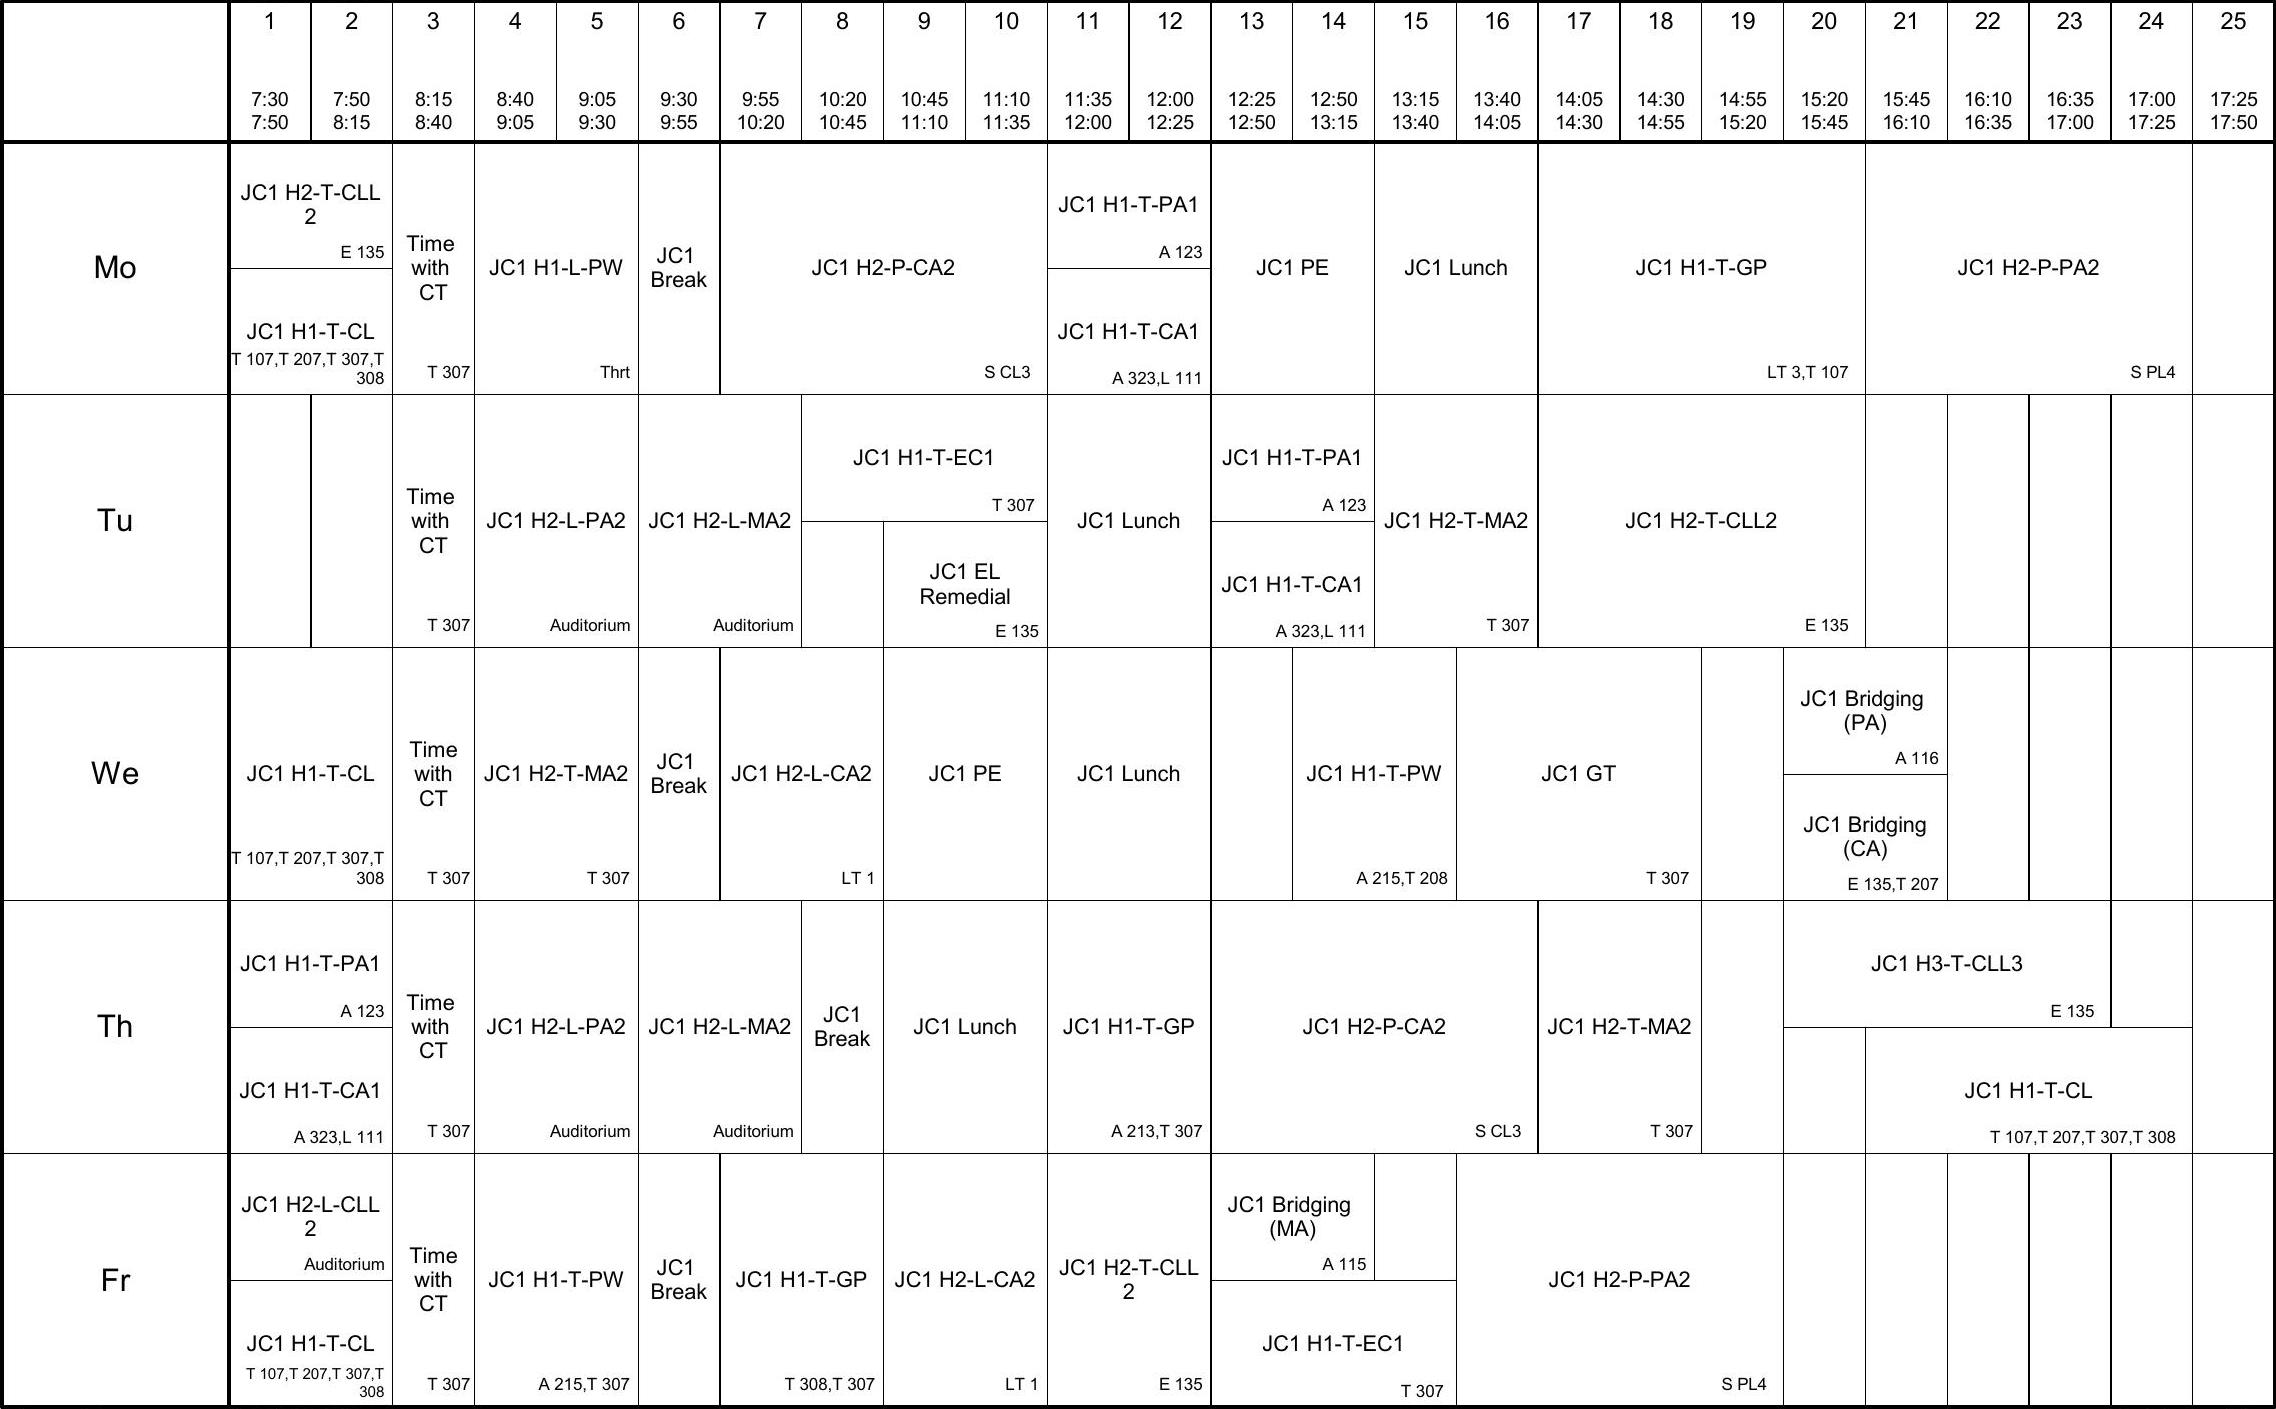 1 2 3 4 5 6 7 8 9 10 11 12 13 14 15 16 17 18 19 20 21 22 23 24 25
7:30 7:50 8:15 8:40 9:05 9:30 9:55 10:20 10:45 11:10 11:35 12:00 12:25 12:50 13:15 13:40 14:05 14:30 14:55 15:20 15:45 16:10 16:35 17:00 17:25
7:50 8:15 8:40 9:05 9:30 9:55 10:20 10:45 11:10 11:35 12:00 12:25 12:50 13:15 13:40 14:05 14:30 14:55 15:20 15:45 16:10 16:35 17:00 17:25 17:50
Mo
JC1 H2-T-CLL
2
E 135
JC1 H1-T-CL
T 107,T 207,T 307,T
308
Time
with
CT
T 307
JC1 H1-L-PW
Thrt
JC1
Break
JC1 H2-P-CA2
S CL3
JC1 H1-T-PA1
A 123
JC1 H1-T-CA1
A 323,L 111
JC1 PE
JC1 Lunch
JC1 H1-T-GP
LT 3,T 107
JC1 H2-P-PA2
S PL4
Tu
Time
with
CT
T 307
JC1 H2-L-PA2
Auditorium
JC1 H2-L-MA2
Auditorium
JC1 H1-T-EC1
T 307
JC1 EL
Remedial
E 135
JC1 Lunch
JC1 H1-T-PA1
A 123
JC1 H1-T-CA1
A 323,L 111
JC1 H2-T-MA2
T 307
JC1 H2-T-CLL2
E 135
We
JC1 H1-T-CL
T 107,T 207,T 307,T
308
Time
with
CT
T 307
JC1 H2-T-MA2
T 307
JC1
Break
JC1 H2-L-CA2
LT 1
JC1 PE
JC1 Lunch
JC1 H1-T-PW
A 215,T 208
JC1 GT
T 307
JC1 Bridging
(PA)
A 116
JC1 Bridging
(CA)
E 135,T 207
Th
JC1 H1-T-PA1
A 123
JC1 H1-T-CA1
A 323,L 111
Time
with
CT
T 307
JC1 H2-L-PA2
Auditorium
JC1 H2-L-MA2
Auditorium
JC1
Break
JC1 Lunch
JC1 H1-T-GP
A 213,T 307
JC1 H2-P-CA2
S CL3
JC1 H2-T-MA2
T 307
JC1 H3-T-CLL3
E 135
JC1 H1-T-CL
T 107,T 207,T 307,T 308
Fr
JC1 H2-L-CLL
2
Auditorium
JC1 H1-T-CL
T 107,T 207,T 307,T
308
Time
with
CT
T 307
JC1 H1-T-PW
A 215,T 307
JC1
Break
JC1 H1-T-GP
T 308,T 307
JC1 H2-L-CA2
LT 1
JC1 H2-T-CLL
2
E 135
JC1 Bridging
(MA)
A 115
JC1 H1-T-EC1
T 307
JC1 H2-P-PA2
S PL4